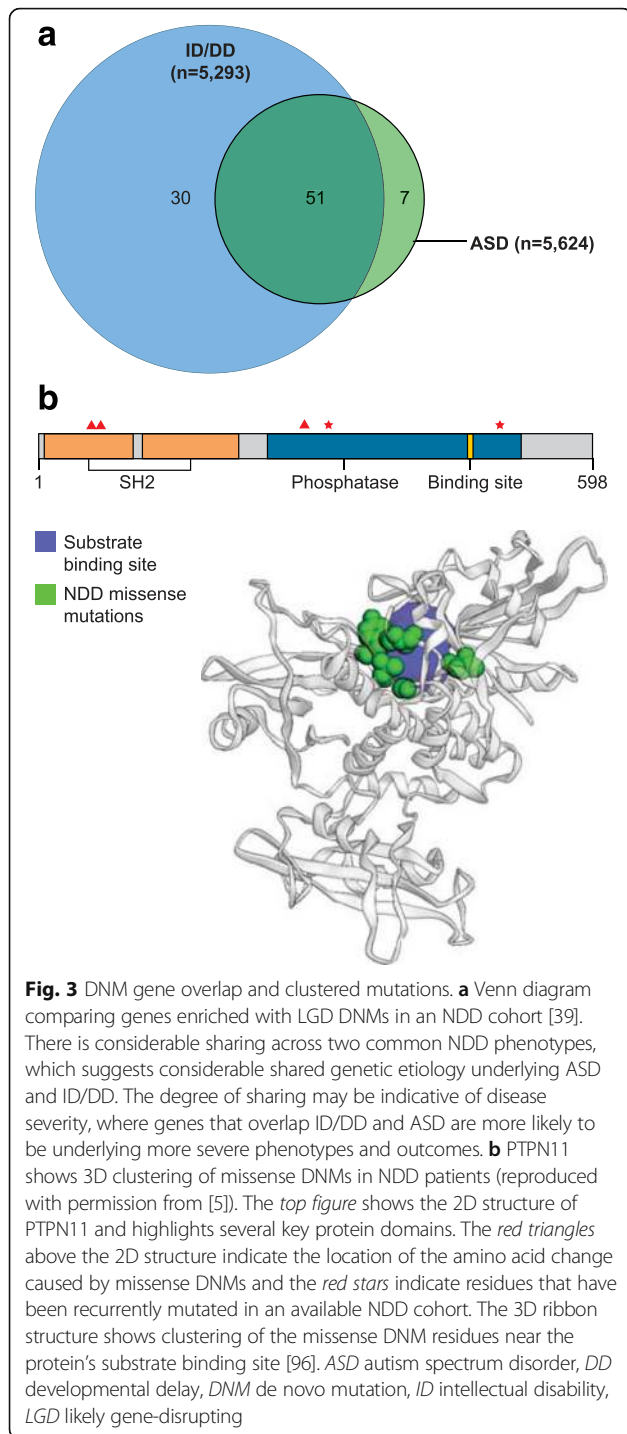 a
ID/DD
(n=5,293)
30
51
7
ASD (n=5,624)
b
1
SH2
Phosphatase
Binding site
598
Substrate
binding site
NDD missense
mutations
Fig. 3 DNM gene overlap and clustered mutations. a Venn diagram
comparing genes enriched with LGD DNMs in an NDD cohort [39].
There is considerable sharing across two common NDD phenotypes,
which suggests considerable shared genetic etiology underlying ASD
and ID/DD. The degree of sharing may be indicative of disease
severity, where genes that overlap ID/DD and ASD are more likely to
be underlying more severe phenotypes and outcomes. b PTPN11
shows 3D clustering of missense DNMs in NDD patients (reproduced
with permission from [5]). The top figure shows the 2D structure of
PTPN11 and highlights several key protein domains. The red triangles
above the 2D structure indicate the location of the amino acid change
caused by missense DNMs and the red stars indicate residues that have
been recurrently mutated in an available NDD cohort. The 3D ribbon
structure shows clustering of the missense DNM residues near the
protein's substrate binding site [96]. ASD autism spectrum disorder, DD
developmental delay, DNM de novo mutation, ID intellectual disability,
LGD likely gene-disrupting